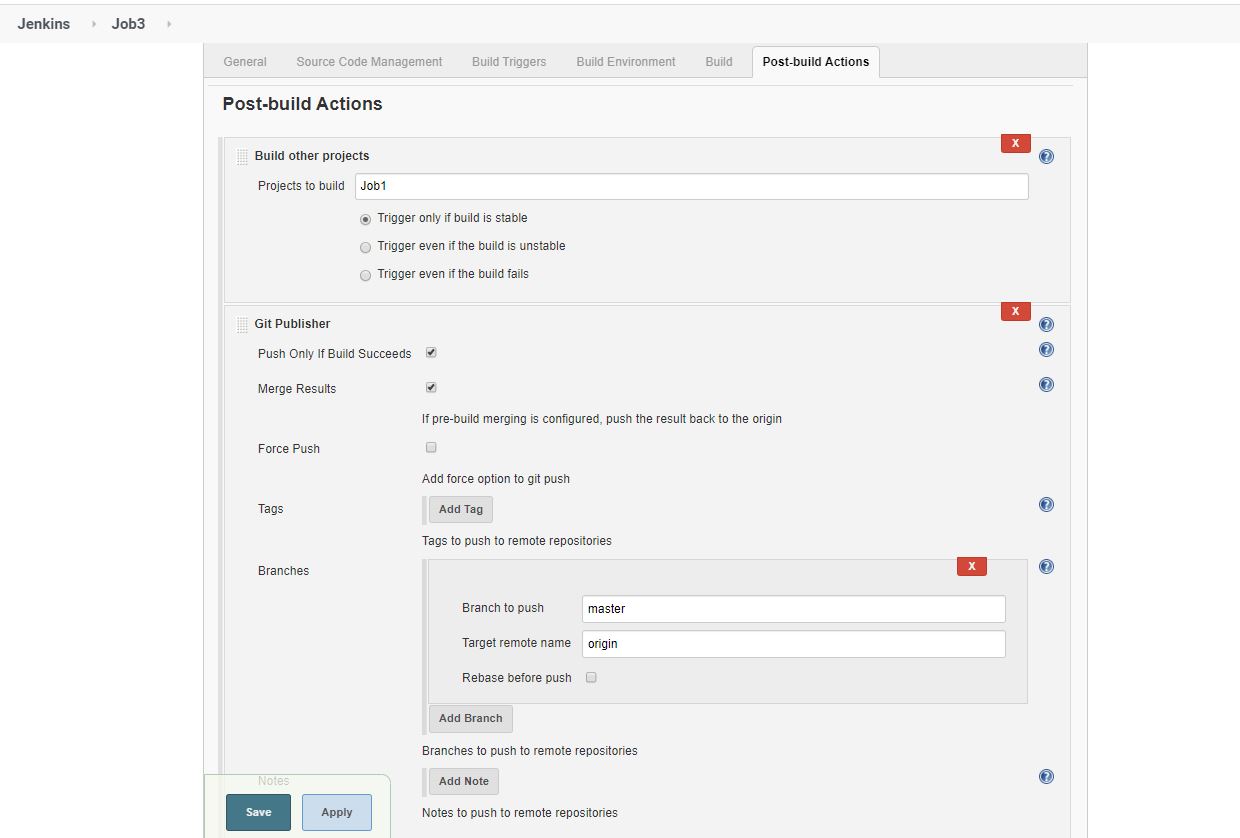 Jenkins Job3
General Source Code Management Build Triggers Build Environment Build Post-build Actions
Post-build Actions
X
Build other projects
Projects to build Job1
Trigger only if build is stable
Trigger even if the build is unstable
Trigger even if the build fails
X
Git Publisher
Push Only If Build Succeeds
Merge Results
If pre-build merging is configured, push the result back to the origin
Force Push
Add force option to git push
Tags Add Tag
Tags to push to remote repositories
Branches
X
Branch to push master
Target remote name origin
Rebase before push
Add Branch
Branches to push to remote repositories
Notes Add Note
Notes to push to remote repositories
Save Apply